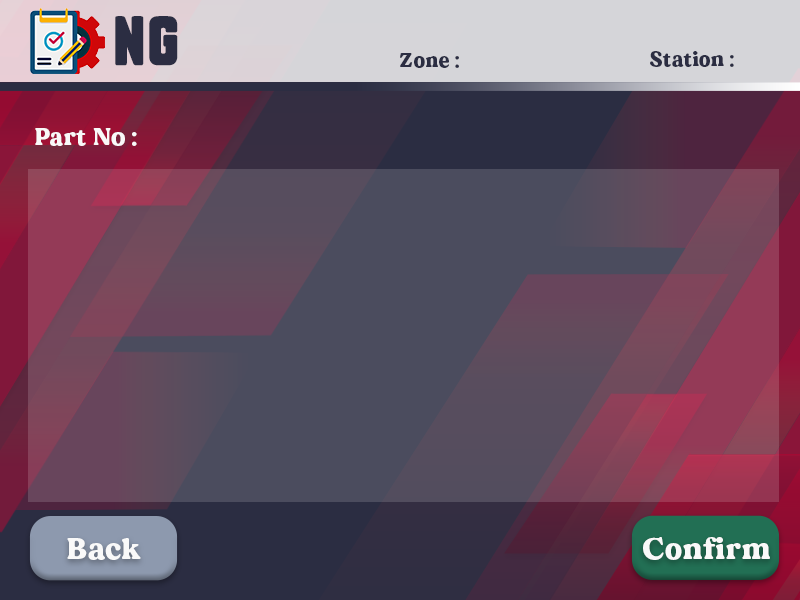 NG
Zone :
Station :
Part No :
Back
Confirm